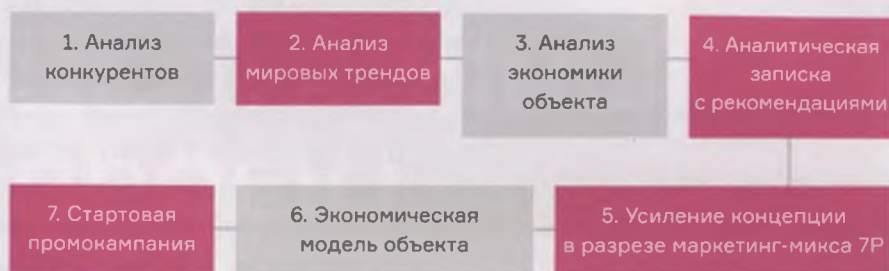 1. Анализ
конкурентов
2. Анализ
мировых трендов
3. Анализ
экономики
объекта
4. Аналитическая
записка
с рекомендациями
5. Усиление концепции
в разрезе маркетинг-микса 7P
6. Экономическая
модель объекта
7. Стартовая
промокампания